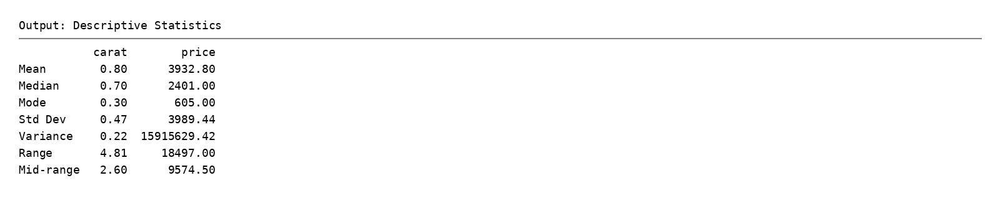 Output: Descriptive Statistics
carat price
Mean 0.80 3932.80
Median 0.70 2401.00
Mode 0.30 605.00
Std Dev 0.47 3989.44
Variance 0.22 15915629.42
Range 4.81 18497.00
Mid-range 2.60 9574.50